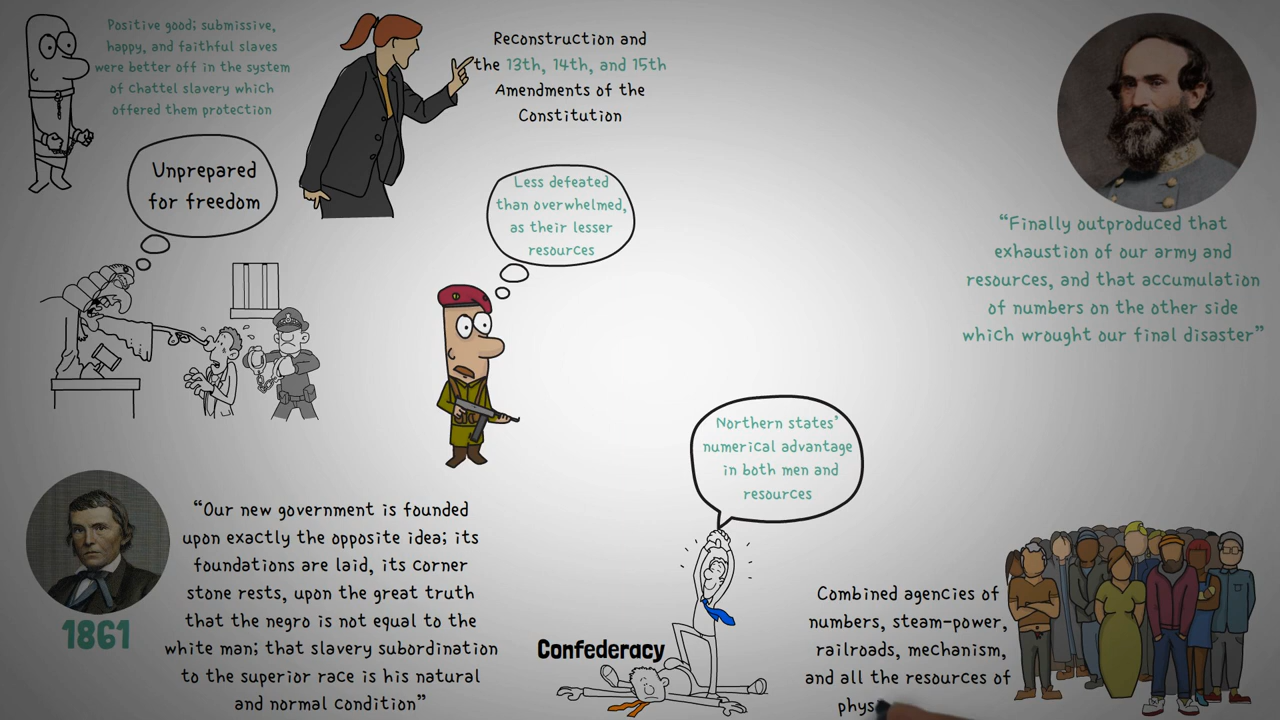 Positive good; submissive,
happy, and faithful slaves
were better off in the system
of chattel slavery which
offered them protection
Reconstruction and
the 13th, 14th, and 15th
Amendments of the
Constitution
Unprepared
for freedom
Less defeated
than overwhelmed,
as their lesser
resources
“Finally outproduced that
exhaustion of our army and
resources, and that accumulation
of numbers on the other side
which wrought our final disaster”
1861
“Our new government is founded
upon exactly the opposite idea; its
foundations are laid, its corner
stone rests, upon the great truth
that the negro is not equal to the
white man; that slavery subordination
to the superior race is his natural
and normal condition”
Northern states’
numerical advantage
in both men and
resources
Confederacy
Combined agencies of
numbers, steam-power,
railroads, mechanism,
and all the resources of
phys